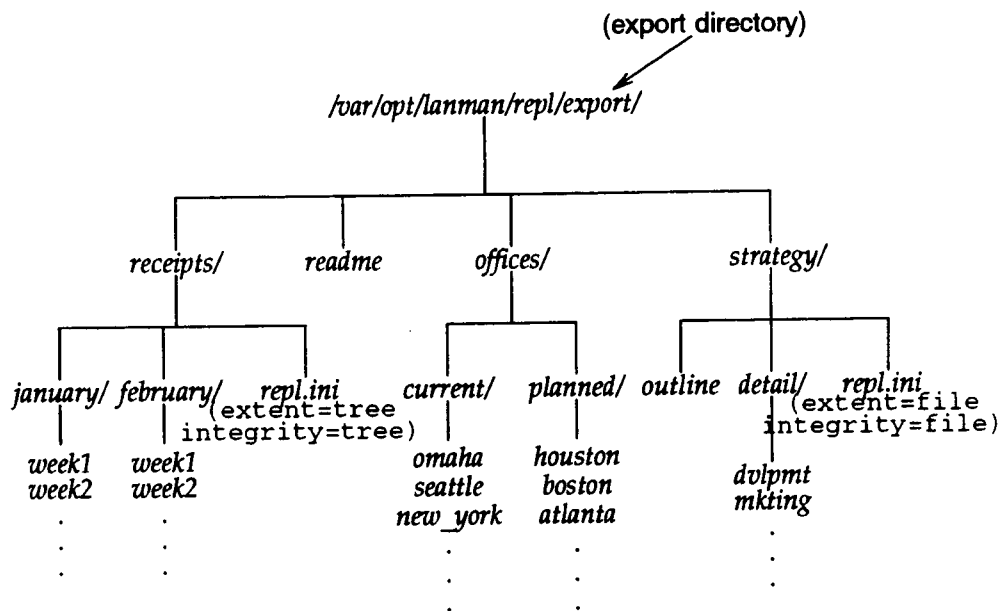 (export directory)
/var/opt/lanman/repl/export/
receipts/ readme offices/ strategy/
january/ february/ repl.ini current/ planned/ outline detail/ repl.ini
(extent=tree (extent=file
integrity=tree) integrity=file)
week1 week1 omaha houston dvlpmt
week2 week2 seattle boston mkting
new_york atlanta